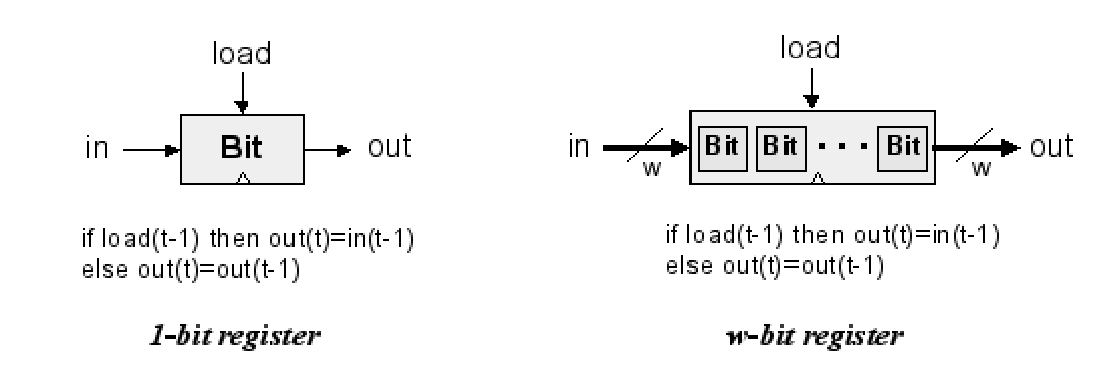 load
in
Bit
out
if load(t-1) then out(t)=in(t-1)
else out(t)=out(t-1)
1-bit register
load
in
w
Bit Bit ... Bit
w
out
if load(t-1) then out(t)=in(t-1)
else out(t)=out(t-1)
w-bit register